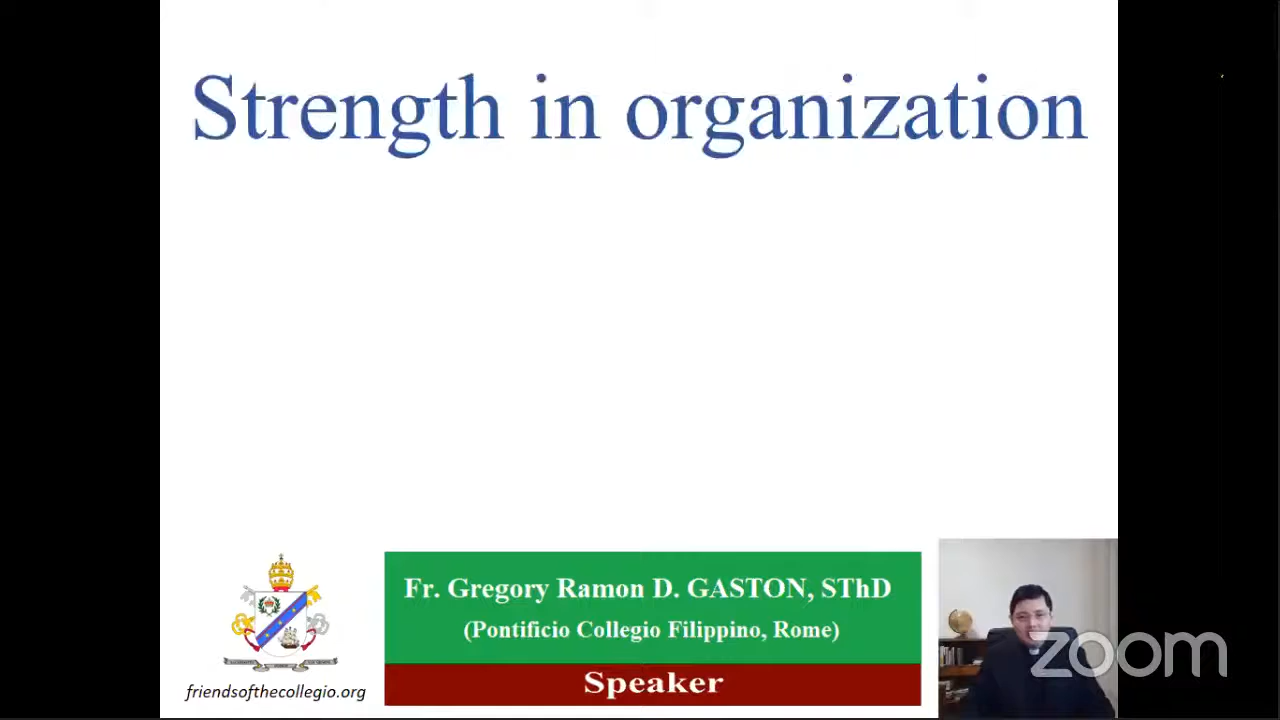 Strength in organization
Fr. Gregory Ramon D. GASTON, SThD
(Pontificio Collegio Filippino, Rome)
Speaker
friendsofthecollegio.org
zoom